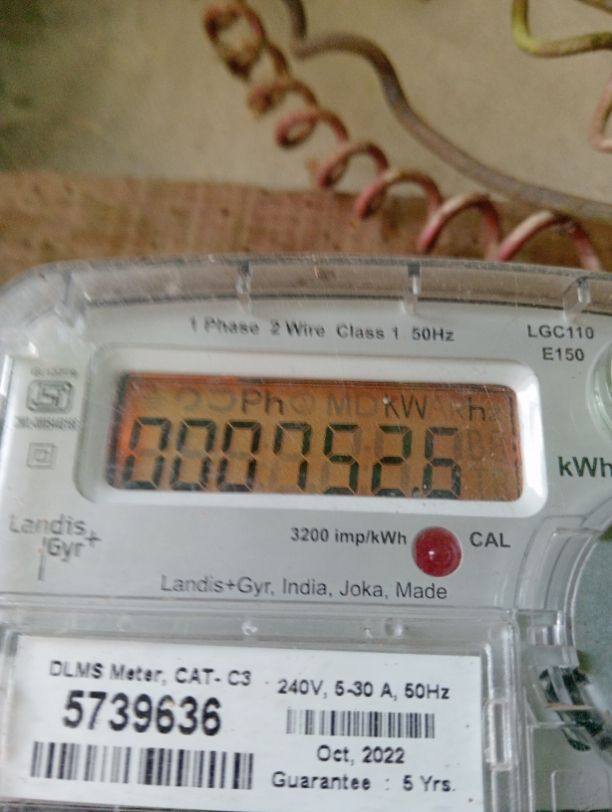 1 Phase 2 Wire Class 1 50Hz
LGC110
E150
Ph MD kW h
000752.6
kWh
Landis+
Gyr
3200 imp/kWh CAL
Landis+Gyr, India, Joka, Made
DLMS Meter, CAT- C3
5739636
240V, 5-30 A, 50Hz
Oct, 2022
Guarantee : 5 Yrs.